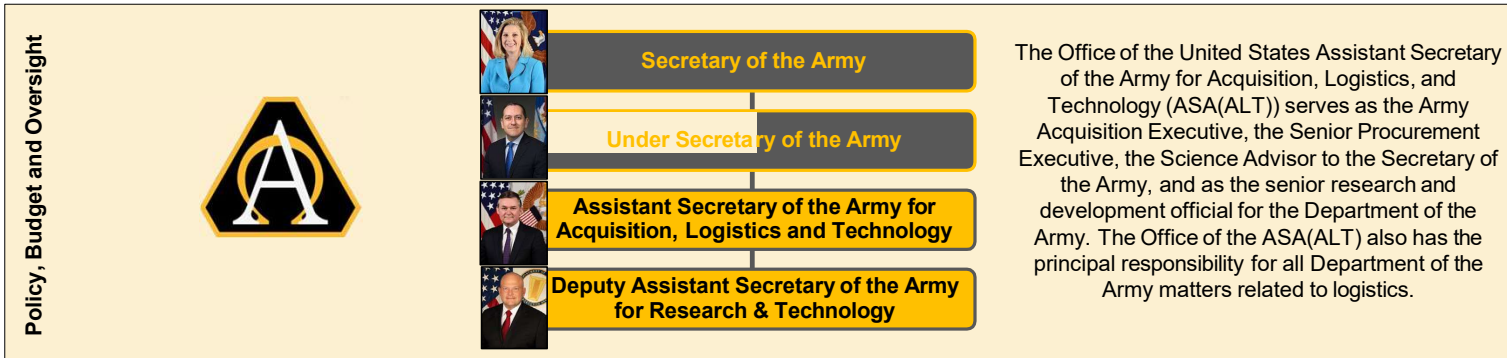 Policy, Budget and Oversight
A
Secretary of the Army
Under Secretary of the Army
Assistant Secretary of the Army for
Acquisition, Logistics and Technology
Deputy Assistant Secretary of the Army
for Research & Technology
The Office of the United States Assistant Secretary
of the Army for Acquisition, Logistics, and
Technology (ASA(ALT)) serves as the Army
Acquisition Executive, the Senior Procurement
Executive, the Science Advisor to the Secretary of
the Army, and as the senior research and
development official for the Department of the
Army. The Office of the ASA(ALT) also has the
principal responsibility for all Department of the
Army matters related to logistics.